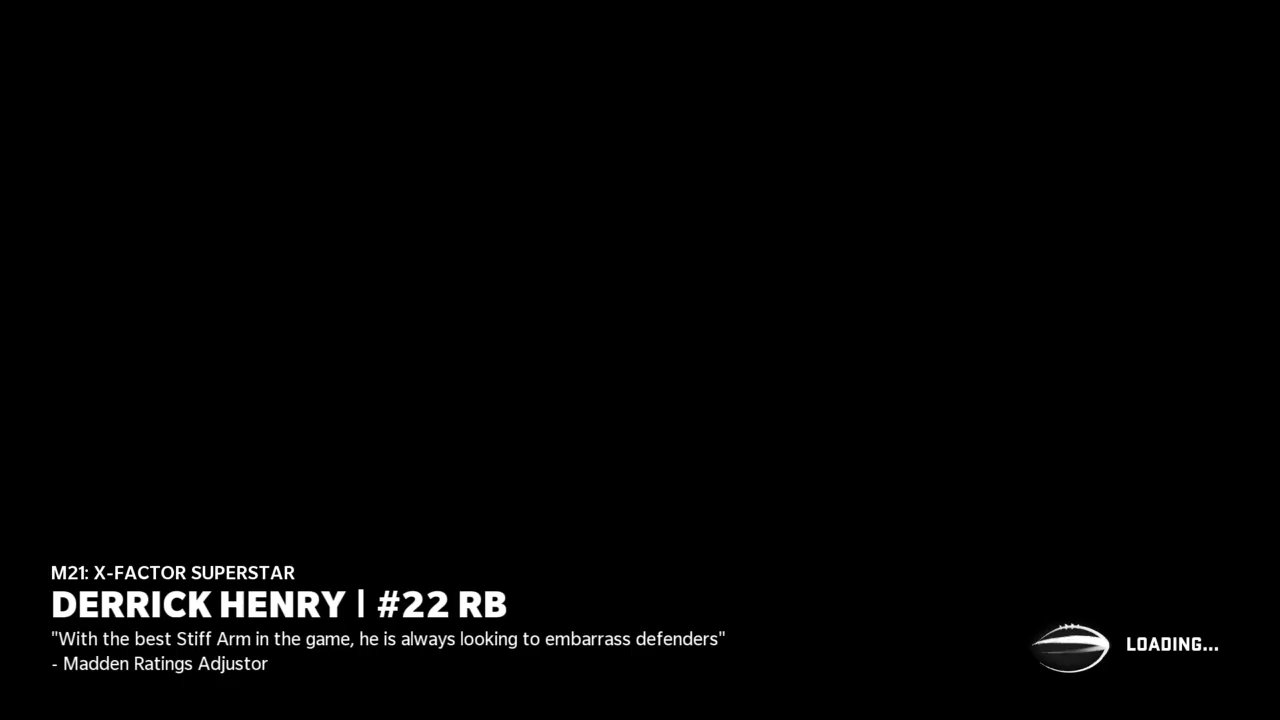 M21: X-FACTOR SUPERSTAR
DERRICK HENRY | #22 RB
"With the best Stiff Arm in the game, he is always looking to embarrass defenders"
- Madden Ratings Adjustor
LOADING...